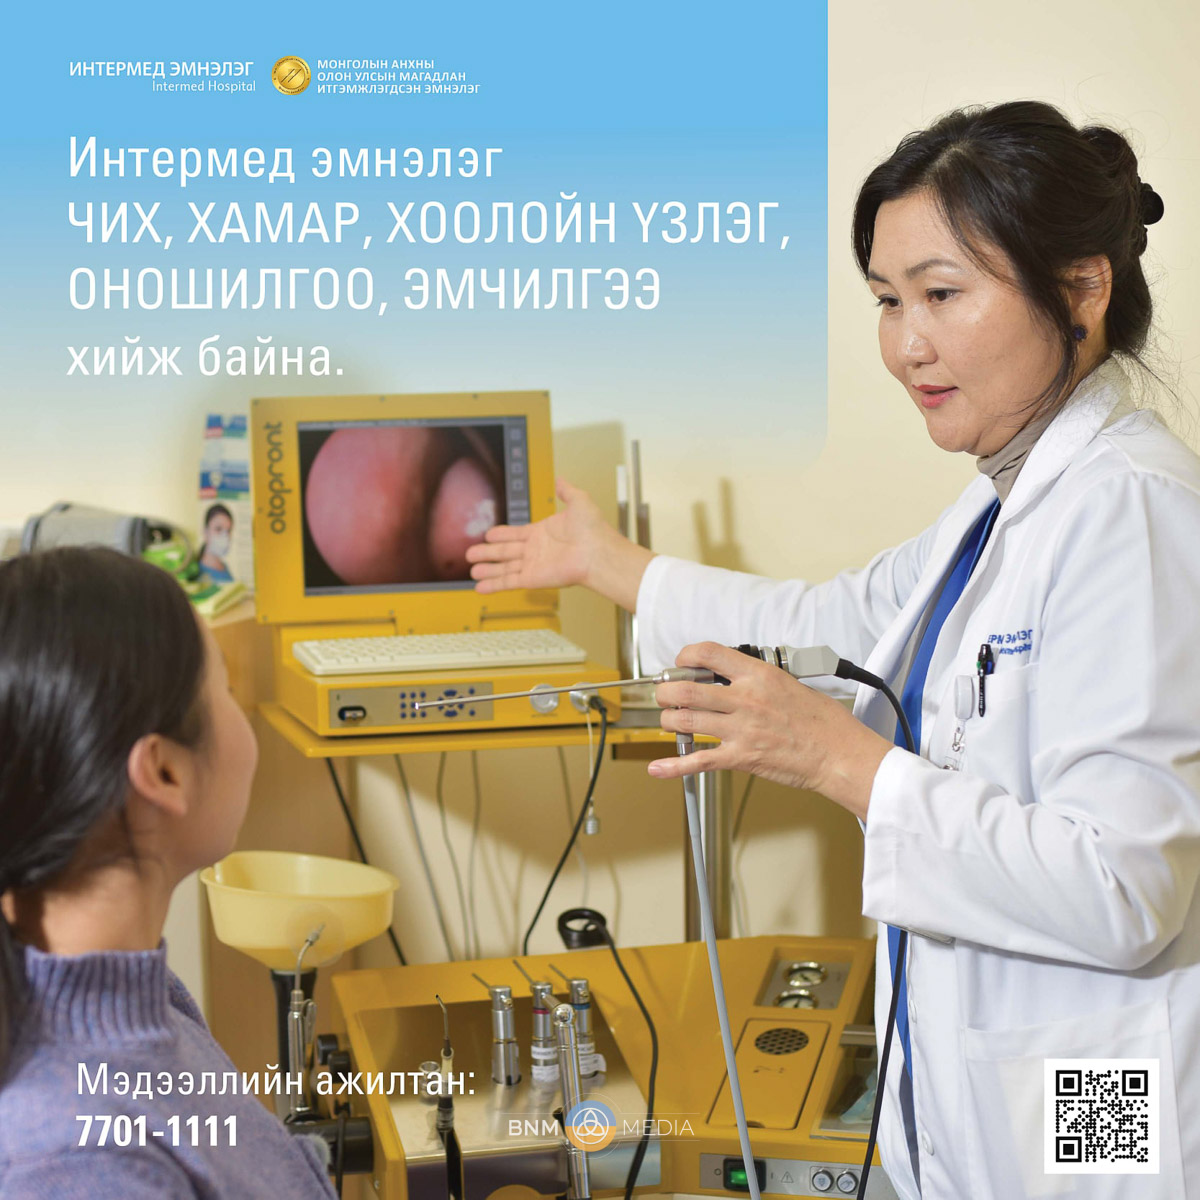 ИНТЕРМЕД ЭМНЭЛЭГ
Intermed Hospital
МОНГОЛЫН АНХНЫ
ОЛОН УЛСЫН МАГАДЛАН
ИТГЭМЖЛЭГДСЭН ЭМНЭЛЭГ
Интермед эмнэлэг
ЧИХ, ХАМАР, ХООЛОЙН ҮЗЛЭГ,
ОНОШИЛГОО, ЭМЧИЛГЭЭ
хийж байна.
otopront
Мэдээллийн ажилтан:
7701-1111
BNM MEDIA